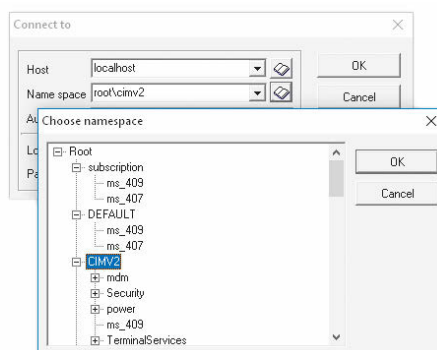 Connect to
Host
localhost
OK
Name space
root\cimv2
Cancel
Au
Choose namespace
Lo
Pa
Root
subscription
ms_409
ms_407
DEFAULT
ms_409
ms_407
CIMV2
mdm
Security
power
ms_409
TerminalServices
OK
Cancel